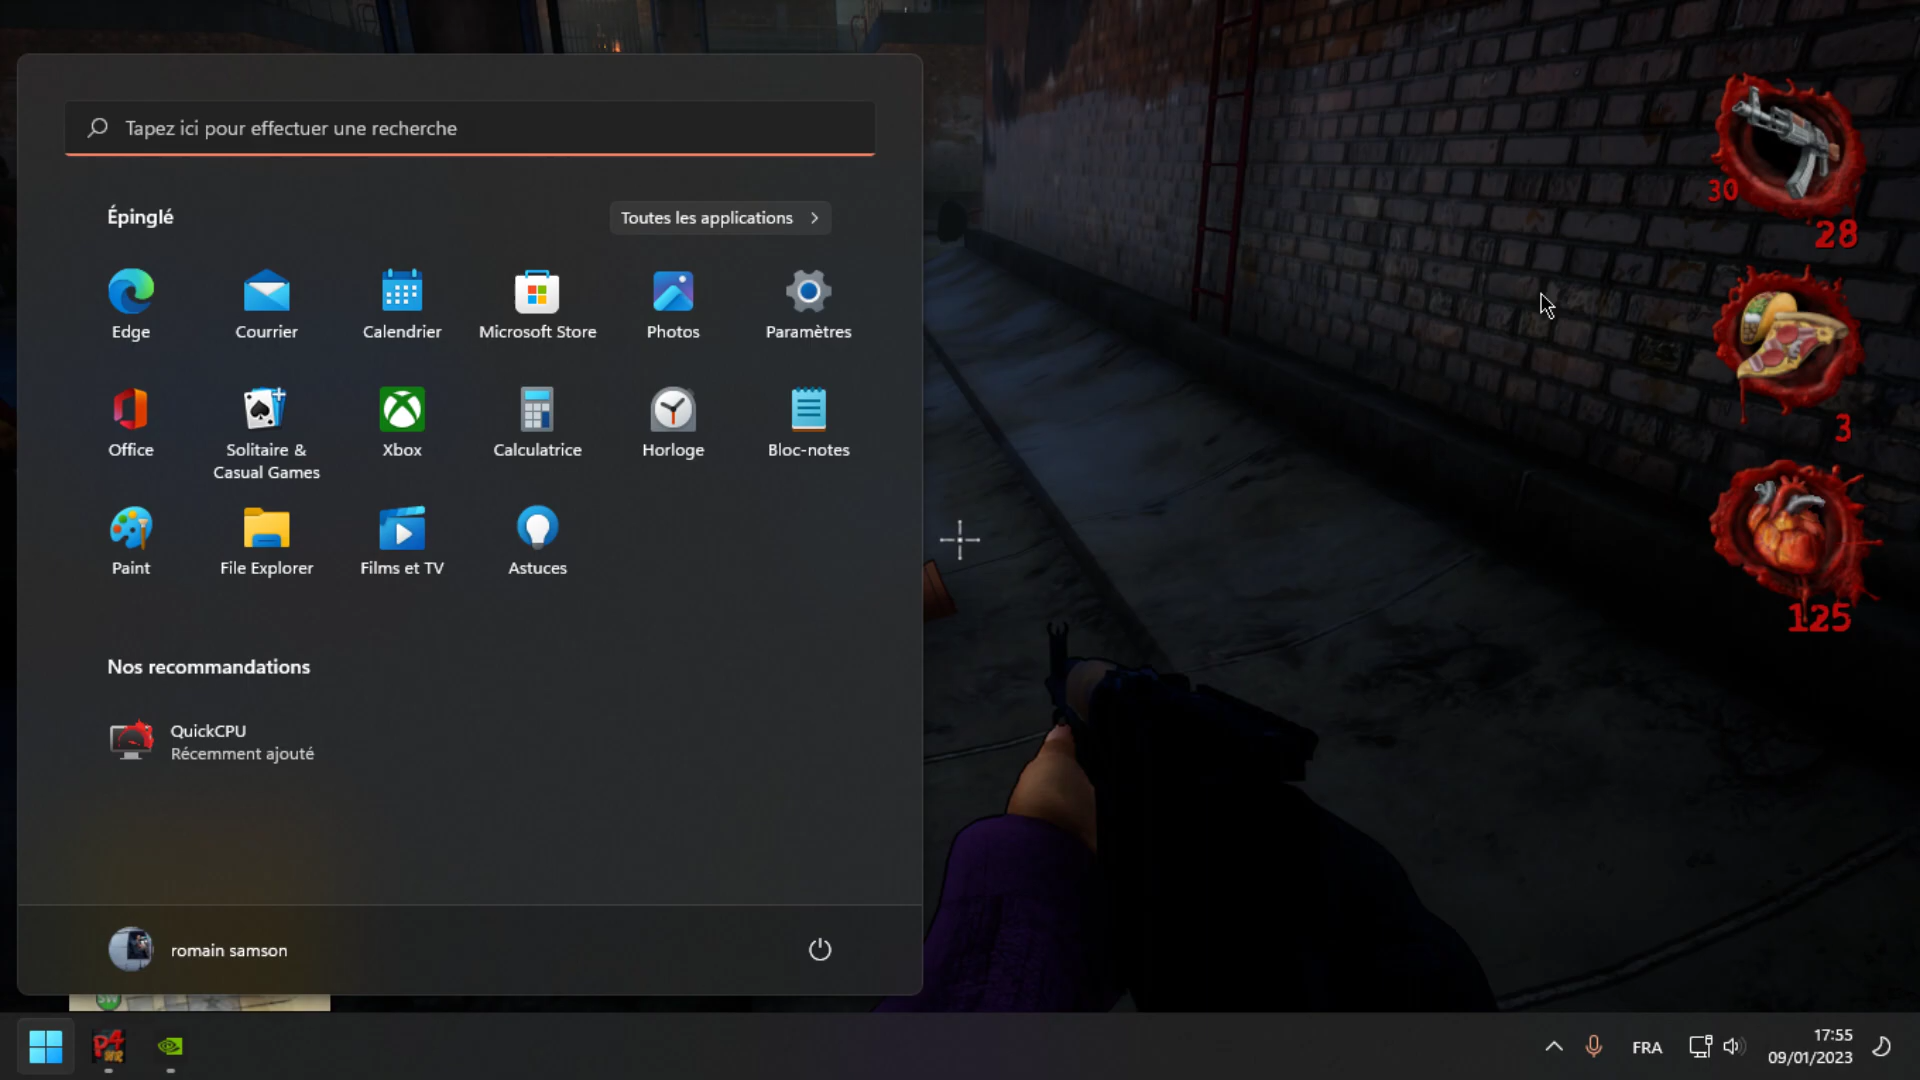 Tapez ici pour effectuer une recherche
Épinglé
Toutes les applications
Edge
Courrier
Calendrier
Microsoft Store
Photos
Paramètres
Office
Solitaire &
Casual Games
Xbox
Calculatrice
Horloge
Bloc-notes
Paint
File Explorer
Films et TV
Astuces
Nos recommandations
QuickCPU
Récemment ajouté
romain samson
30
28
3
125
SW
P4
FRA
17:55
09/01/2023